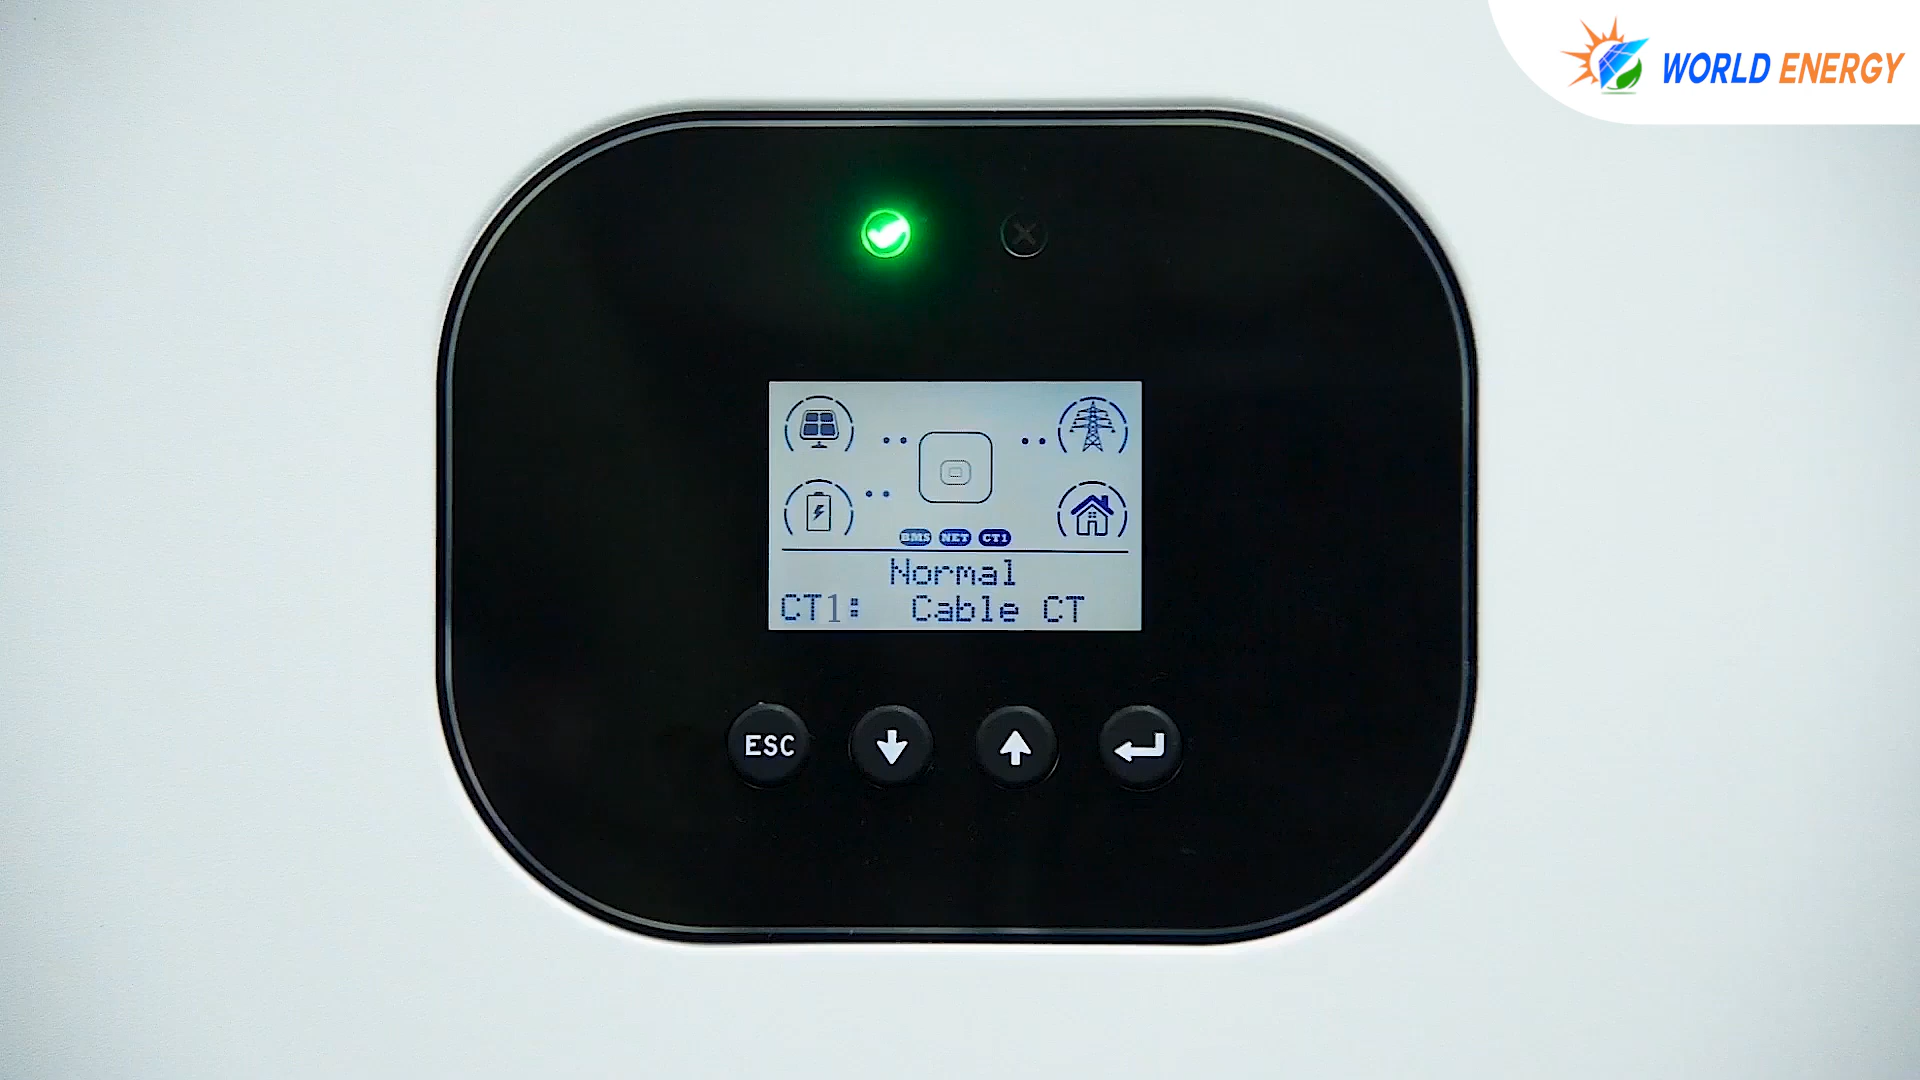 WORLD ENERGY
BMS NET CT1
Normal
CT1: Cable CT
ESC